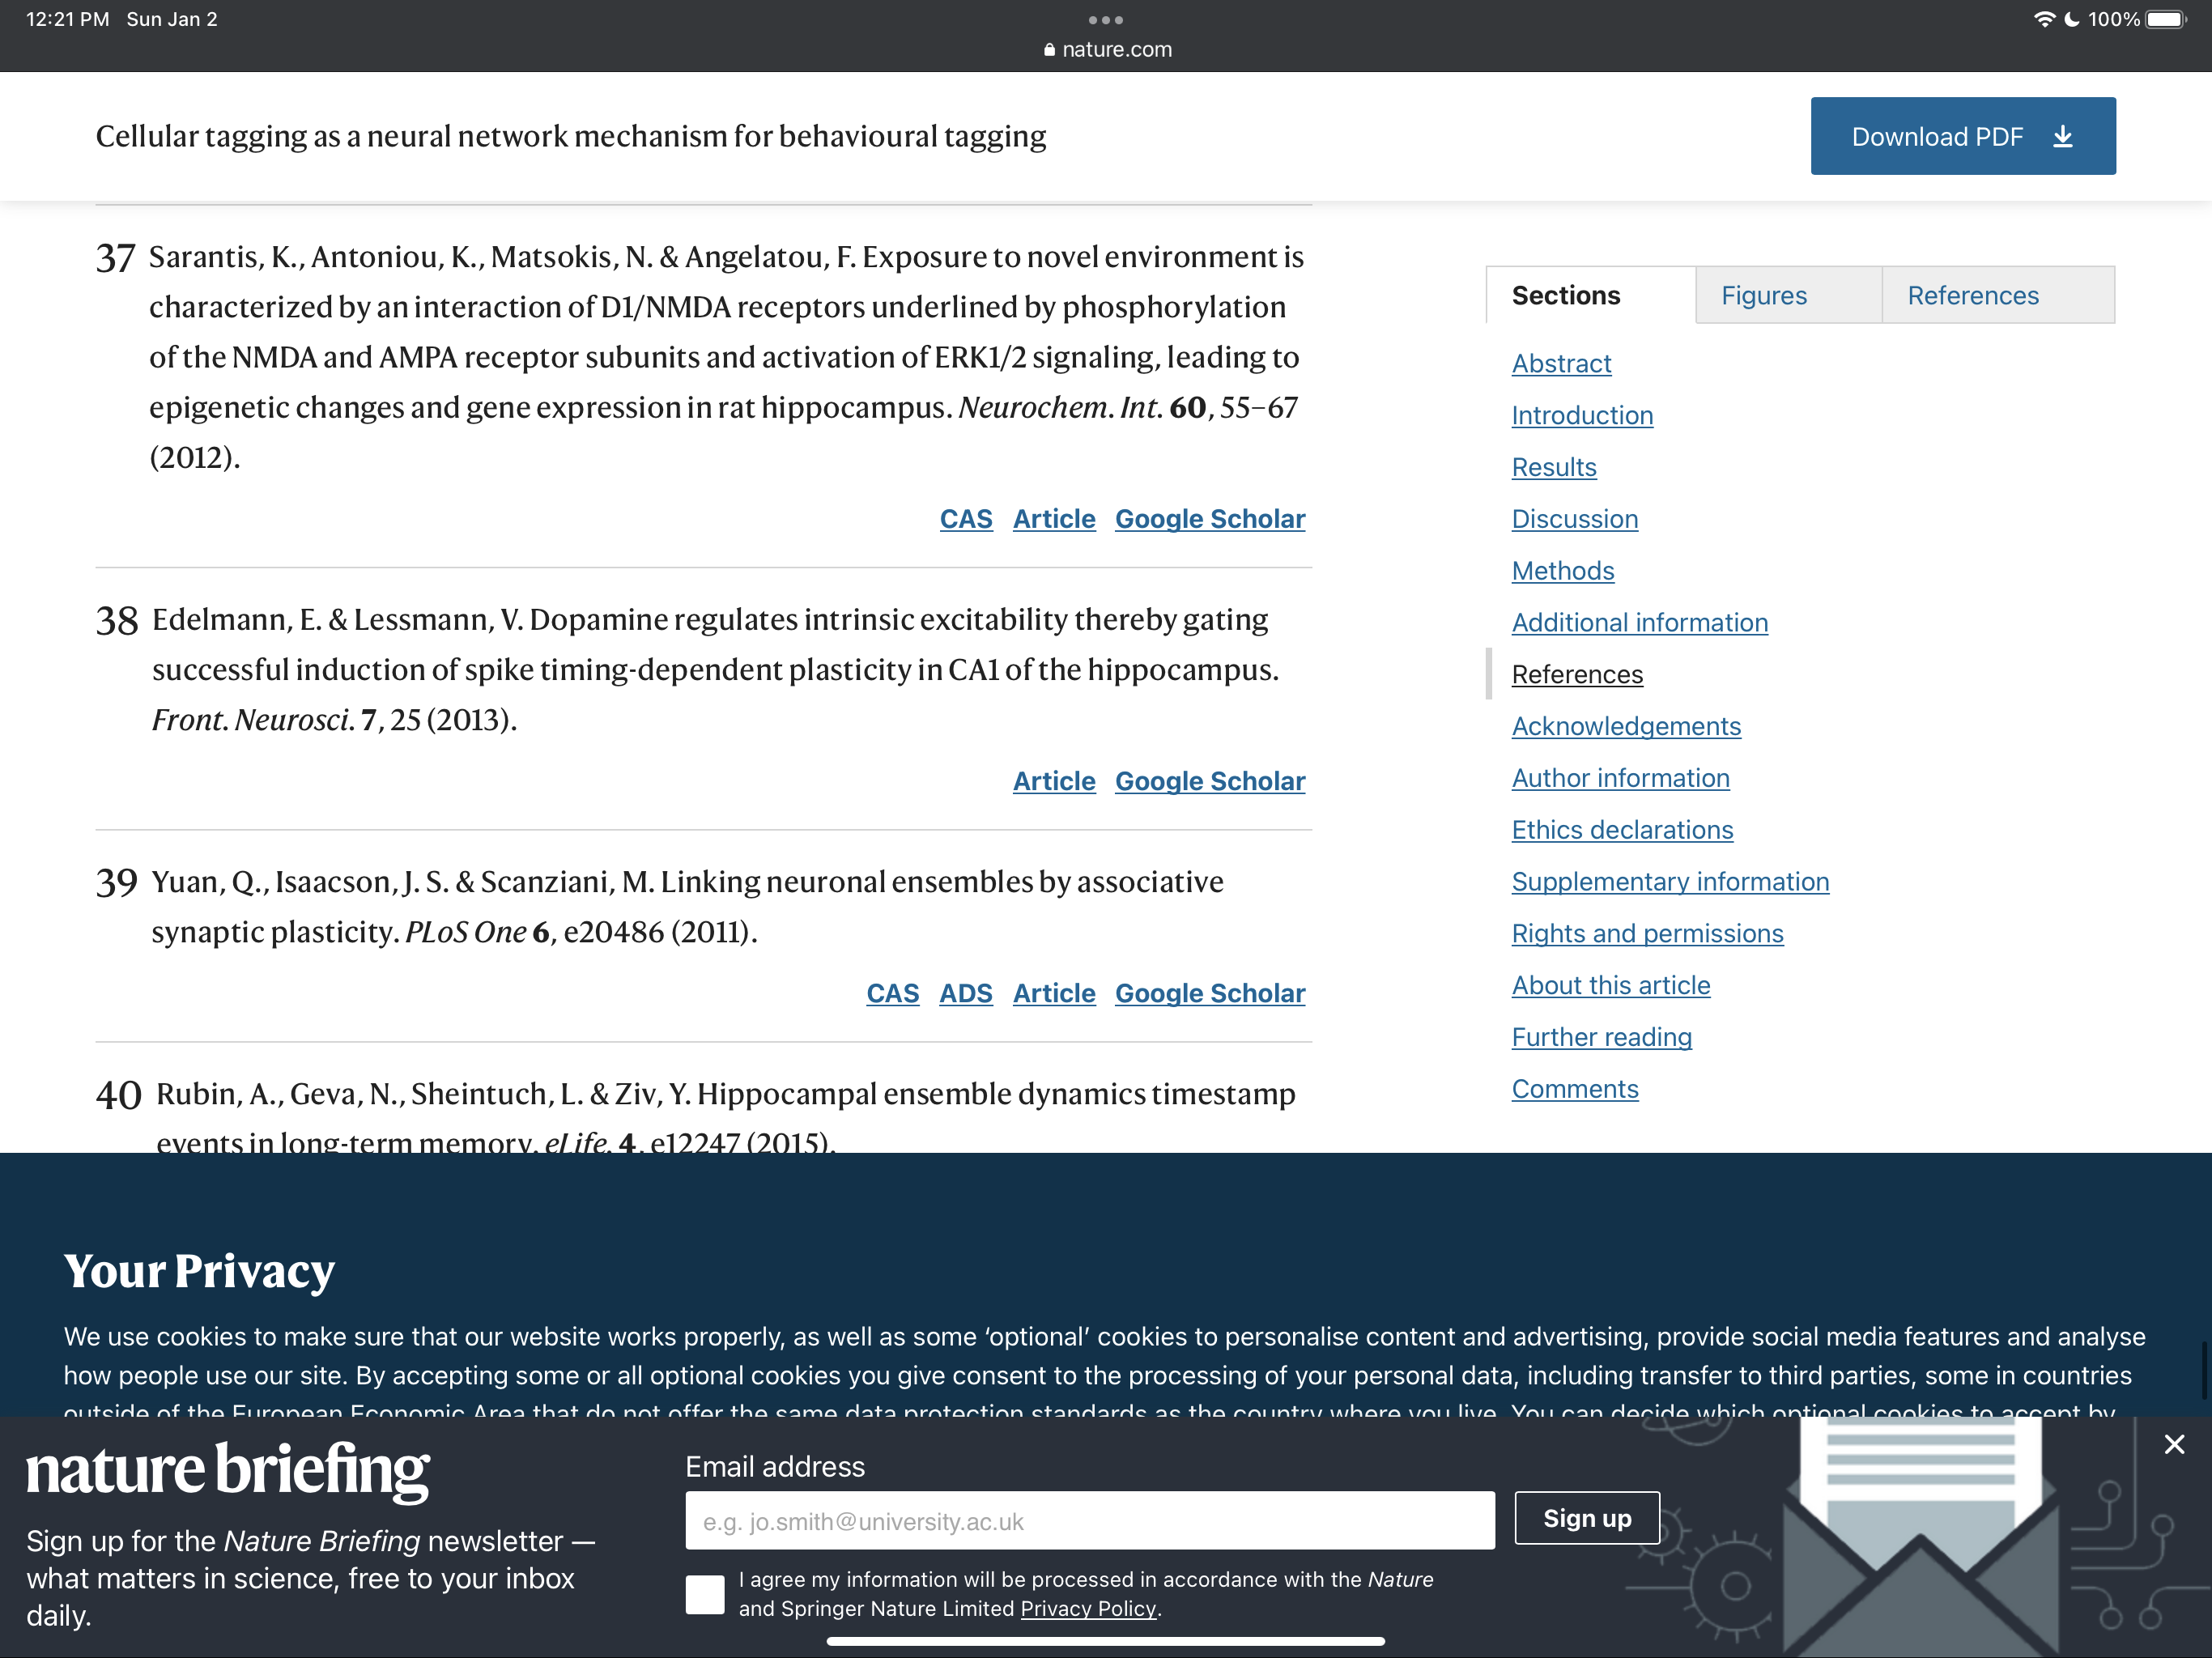 12:21 PM Sun Jan 2
100%
nature.com
Cellular tagging as a neural network mechanism for behavioural tagging
Download PDF
37 Sarantis, K., Antoniou, K., Matsokis, N. & Angelatou, F. Exposure to novel environment is
characterized by an interaction of D1/NMDA receptors underlined by phosphorylation
of the NMDA and AMPA receptor subunits and activation of ERK1/2 signaling, leading to
epigenetic changes and gene expression in rat hippocampus. Neurochem. Int. 60, 55–67
(2012).
CAS Article Google Scholar
38 Edelmann, E. & Lessmann, V. Dopamine regulates intrinsic excitability thereby gating
successful induction of spike timing-dependent plasticity in CA1 of the hippocampus.
Front. Neurosci. 7, 25 (2013).
Article Google Scholar
39 Yuan, Q., Isaacson, J. S. & Scanziani, M. Linking neuronal ensembles by associative
synaptic plasticity. PLoS One 6, e20486 (2011).
CAS ADS Article Google Scholar
40 Rubin, A., Geva, N., Sheintuch, L. & Ziv, Y. Hippocampal ensemble dynamics timestamp
events in long-term memory. eLife. 4, e12247 (2015).
Sections Figures References
Abstract
Introduction
Results
Discussion
Methods
Additional information
References
Acknowledgements
Author information
Ethics declarations
Supplementary information
Rights and permissions
About this article
Further reading
Comments
Your Privacy
We use cookies to make sure that our website works properly, as well as some ‘optional’ cookies to personalise content and advertising, provide social media features and analyse
how people use our site. By accepting some or all optional cookies you give consent to the processing of your personal data, including transfer to third parties, some in countries
outside of the European Economic Area that do not offer the same data protection standards as the country where you live. You can decide which optional cookies to accept by
nature briefing
Sign up for the Nature Briefing newsletter —
what matters in science, free to your inbox
daily.
Email address
e.g. jo.smith@university.ac.uk
Sign up
I agree my information will be processed in accordance with the Nature
and Springer Nature Limited Privacy Policy.